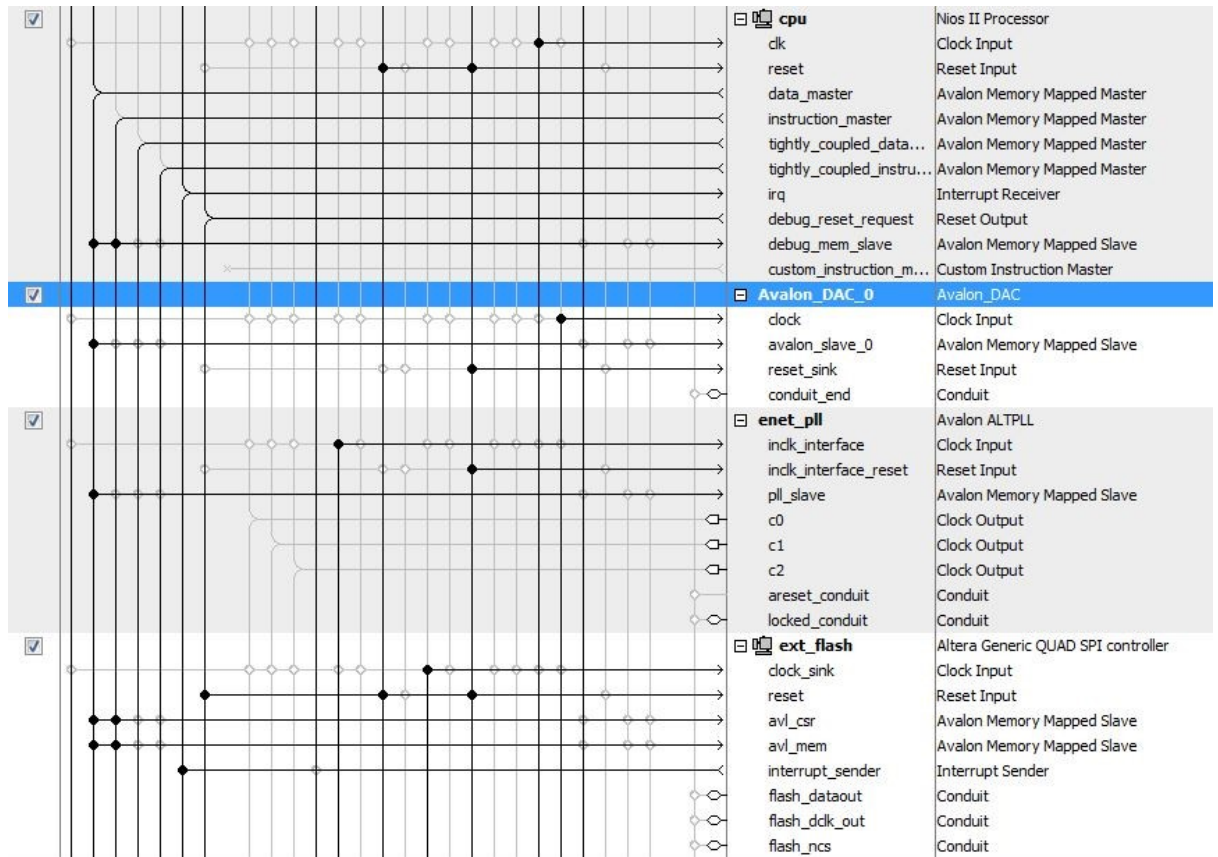 cpu Nios II Processor
clk Clock Input
reset Reset Input
data_master Avalon Memory Mapped Master
instruction_master Avalon Memory Mapped Master
tightly_coupled_data... Avalon Memory Mapped Master
tightly_coupled_instru... Avalon Memory Mapped Master
irq Interrupt Receiver
debug_reset_request Reset Output
debug_mem_slave Avalon Memory Mapped Slave
custom_instruction_m... Custom Instruction Master
Avalon_DAC_0 Avalon_DAC
clock Clock Input
avalon_slave_0 Avalon Memory Mapped Slave
reset_sink Reset Input
conduit_end Conduit
enet_pll Avalon ALTPLL
inclk_interface Clock Input
inclk_interface_reset Reset Input
pll_slave Avalon Memory Mapped Slave
c0 Clock Output
c1 Clock Output
c2 Clock Output
areset_conduit Conduit
locked_conduit Conduit
ext_flash Altera Generic QUAD SPI controller
clock_sink Clock Input
reset Reset Input
avl_csr Avalon Memory Mapped Slave
avl_mem Avalon Memory Mapped Slave
interrupt_sender Interrupt Sender
flash_dataout Conduit
flash_dclk_out Conduit
flash_ncs Conduit